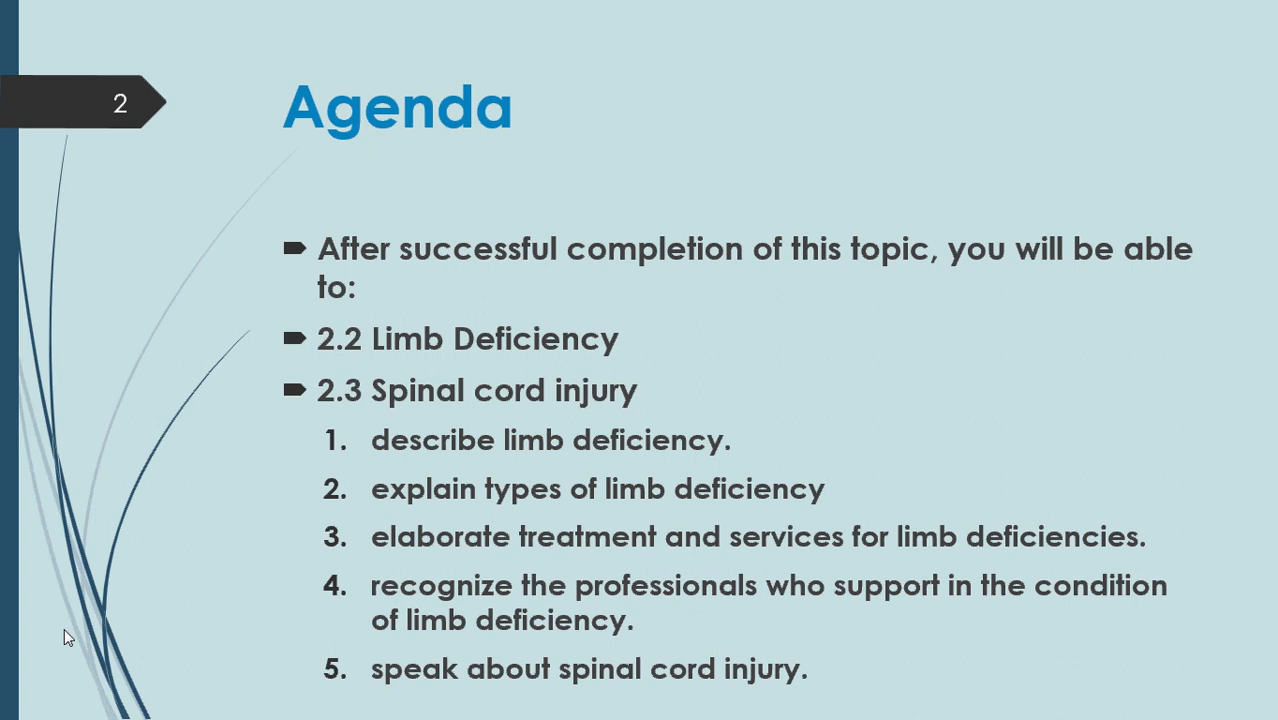 2
Agenda
After successful completion of this topic, you will be able
to:
2.2 Limb Deficiency
2.3 Spinal cord injury
1. describe limb deficiency.
2. explain types of limb deficiency
3. elaborate treatment and services for limb deficiencies.
4. recognize the professionals who support in the condition
of limb deficiency.
5. speak about spinal cord injury.